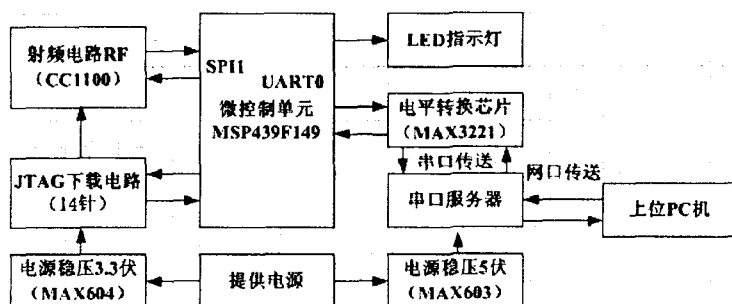 射频电路RF
（CC1100）
SPI1
UART0
微控制单元
MSP439F149
LED指示灯
电平转换芯片
（MAX3221）
串口传送
网口传送
JTAG下载电路
（14针）
串口服务器
上位PC机
电源稳压3.3伏
（MAX604）
提供电源
电源稳压5伏
（MAX603）